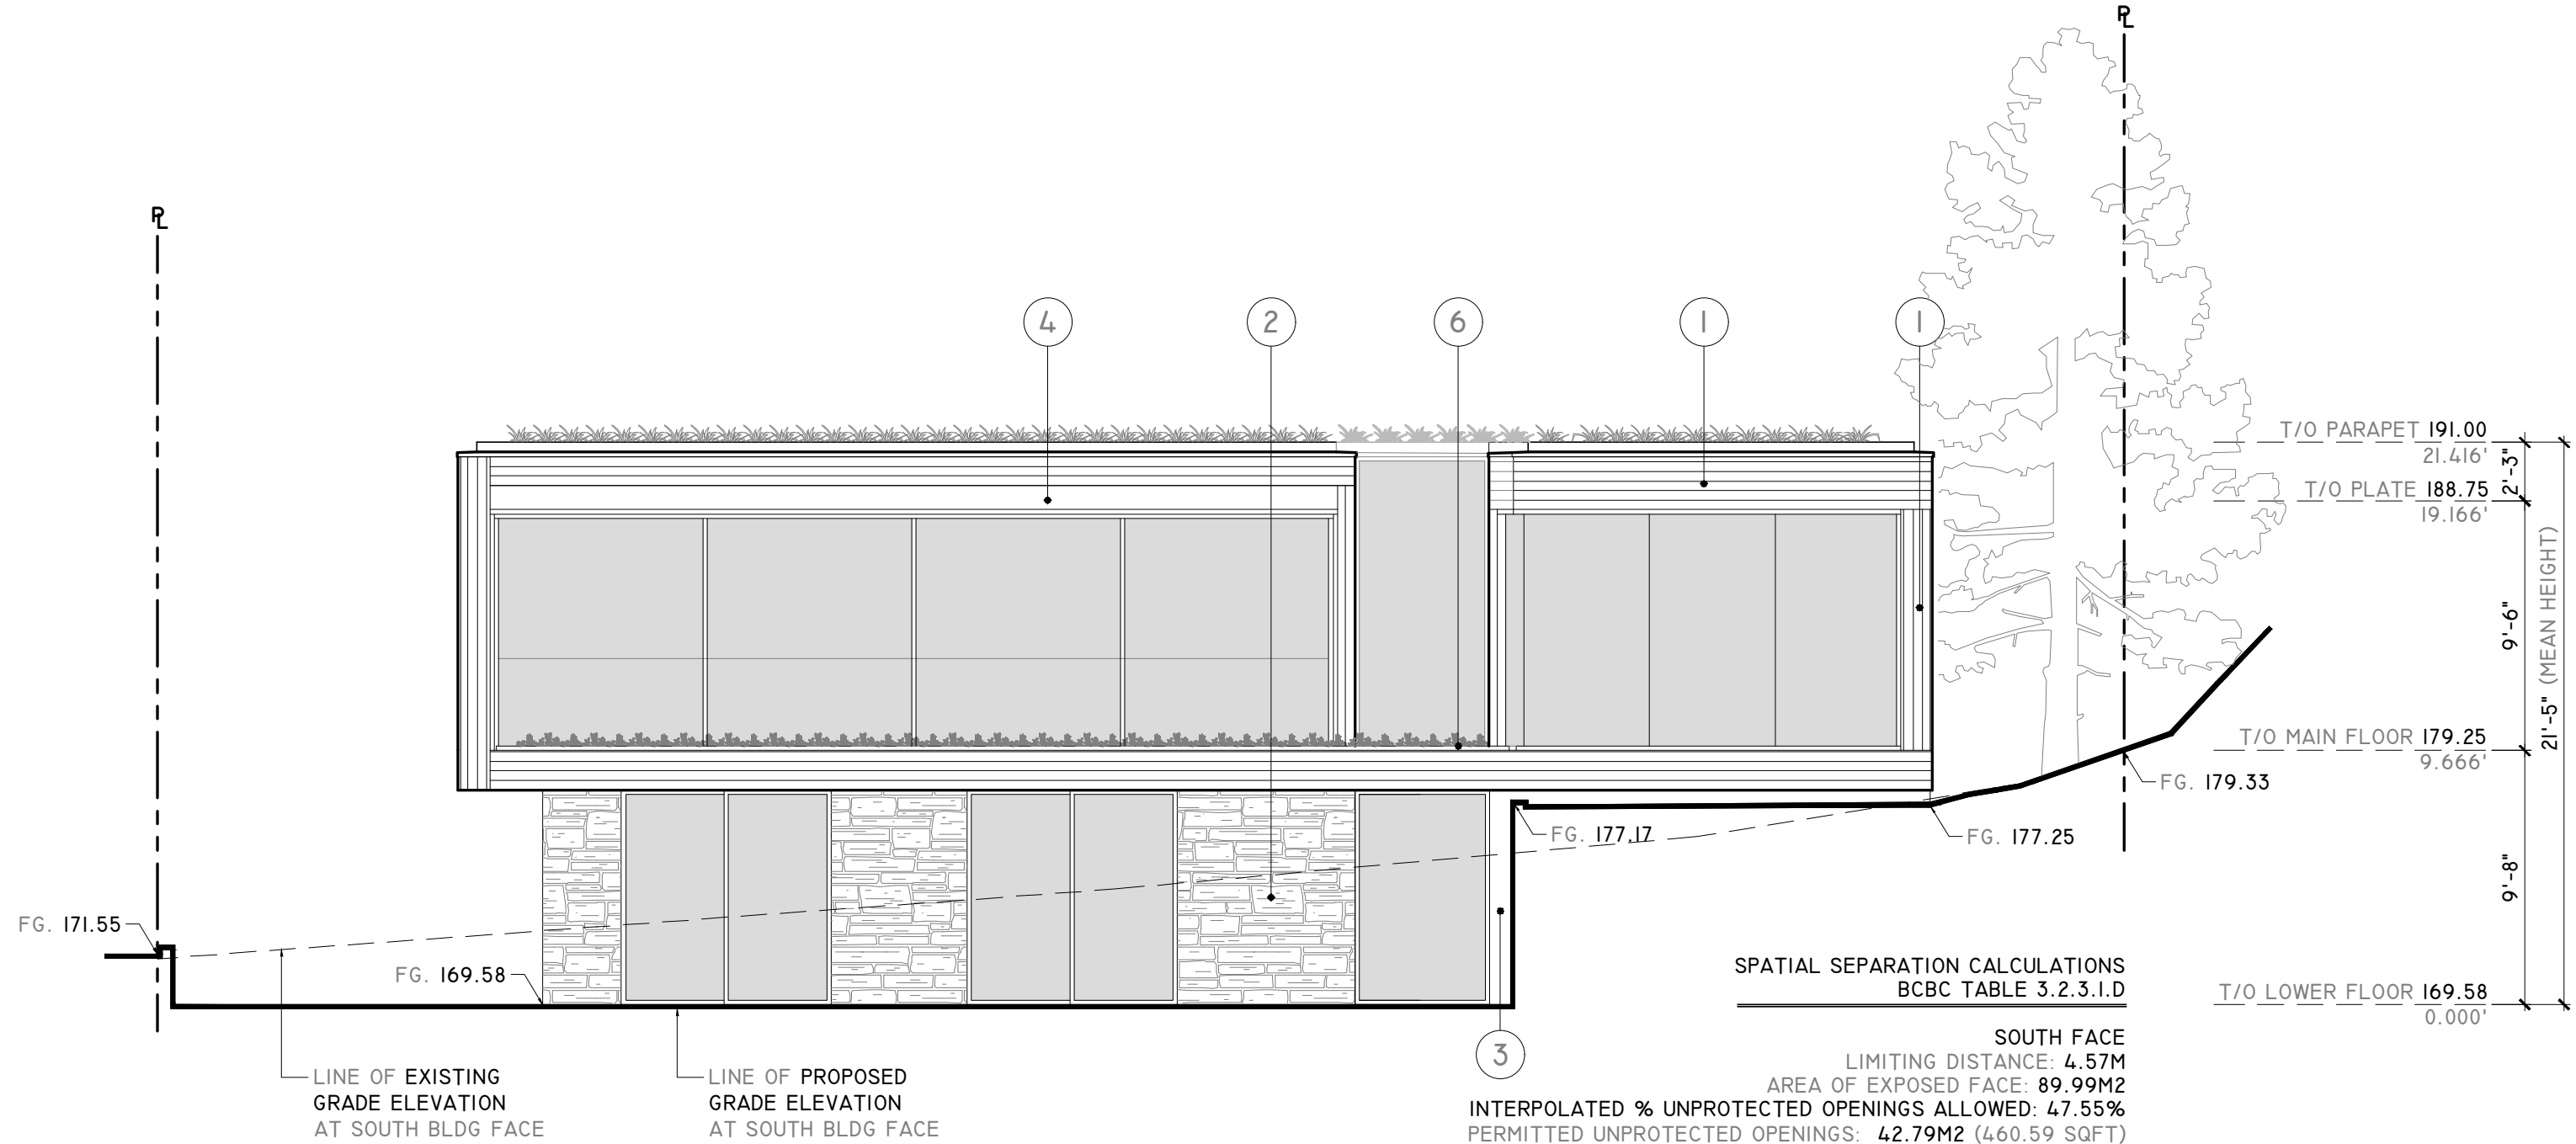 PL
PL
4
2
6
1
1
T/O PARAPET 191.00
21.416'
2'-3"
T/O PLATE 188.75
19.166'
9'-6"
21'-5" (MEAN HEIGHT)
T/O MAIN FLOOR 179.25
9.666'
FG. 179.33
FG. 177.17
FG. 177.25
9'-8"
FG. 171.55
FG. 169.58
T/O LOWER FLOOR 169.58
0.000'
3
LINE OF EXISTING
GRADE ELEVATION
AT SOUTH BLDG FACE
LINE OF PROPOSED
GRADE ELEVATION
AT SOUTH BLDG FACE
SPATIAL SEPARATION CALCULATIONS
BCBC TABLE 3.2.3.1.D
SOUTH FACE
LIMITING DISTANCE: 4.57M
AREA OF EXPOSED FACE: 89.99M2
INTERPOLATED % UNPROTECTED OPENINGS ALLOWED: 47.55%
PERMITTED UNPROTECTED OPENINGS: 42.79M2 (460.59 SQFT)